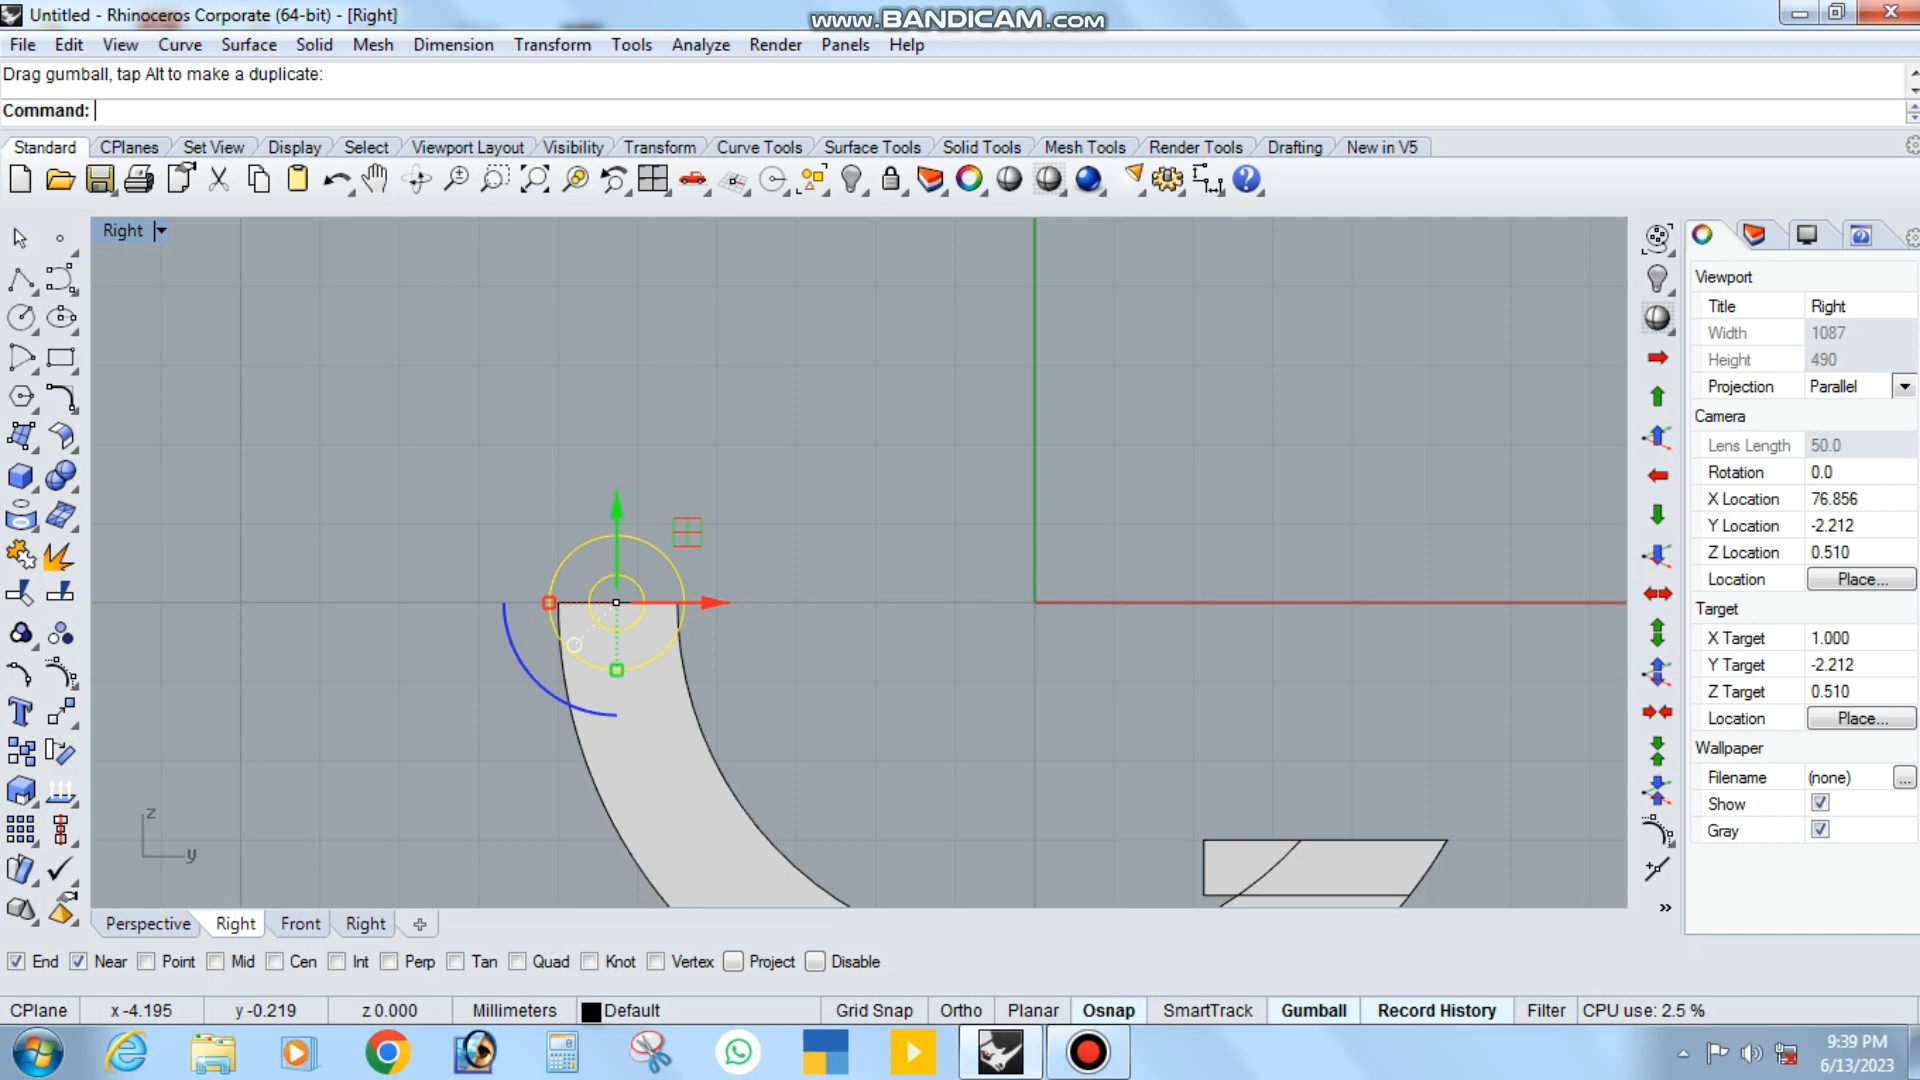 Untitled - Rhinoceros Corporate (64-bit) - [Right]
www.BANDICAM.com
File Edit View Curve Surface Solid Mesh Dimension Transform Tools Analyze Render Panels Help
Drag gumball, tap Alt to make a duplicate:
Command:
Standard CPlanes Set View Display Select Viewport Layout Visibility Transform Curve Tools Surface Tools Solid Tools Mesh Tools Render Tools Drafting New in V5
Right
Viewport
Title Right
Width 1087
Height 490
Projection Parallel
Camera
Lens Length 50.0
Rotation 0.0
X Location 76.856
Y Location -2.212
Z Location 0.510
Location Place...
Target
X Target 1.000
Y Target -2.212
Z Target 0.510
Location Place...
Wallpaper
Filename (none) ...
Show
Gray
z
y
Perspective Right Front Right
End Near Point Mid Cen Int Perp Tan Quad Knot Vertex Project Disable
CPlane x -4.195 y -0.219 z 0.000 Millimeters Default Grid Snap Ortho Planar Osnap SmartTrack Gumball Record History Filter CPU use: 2.5 %
9:39 PM
6/13/2023